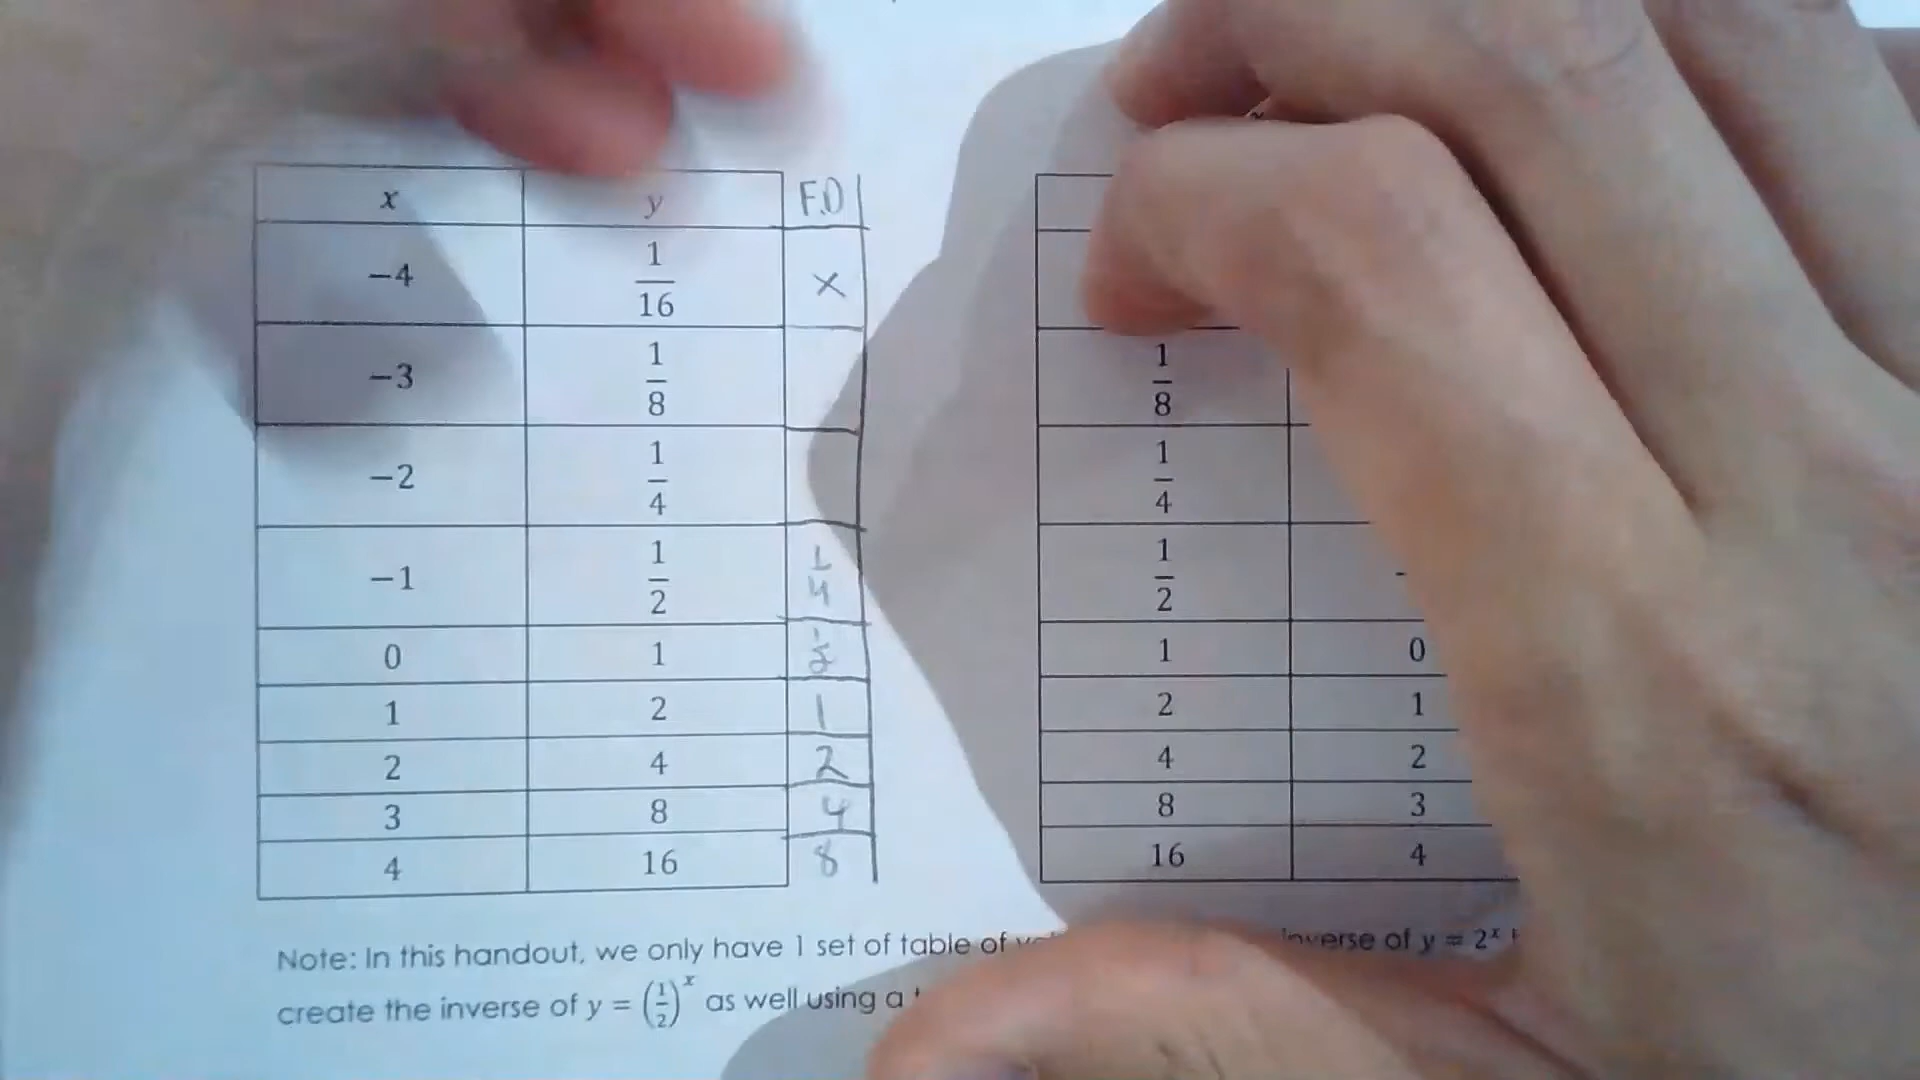 x y F.D
−4 1/16 ×
−3 1/8
−2 1/4
−1 1/2 1/4
0 1 1/2
1 2 1
2 4 2
3 8 4
4 16 8
1/8
1/4
1/2 -
1 0
2 1
4 2
8 3
16 4
Note: In this handout, we only have 1 set of table of inverse of y = 2ˣ
create the inverse of y = (1/2)ˣ as well using a